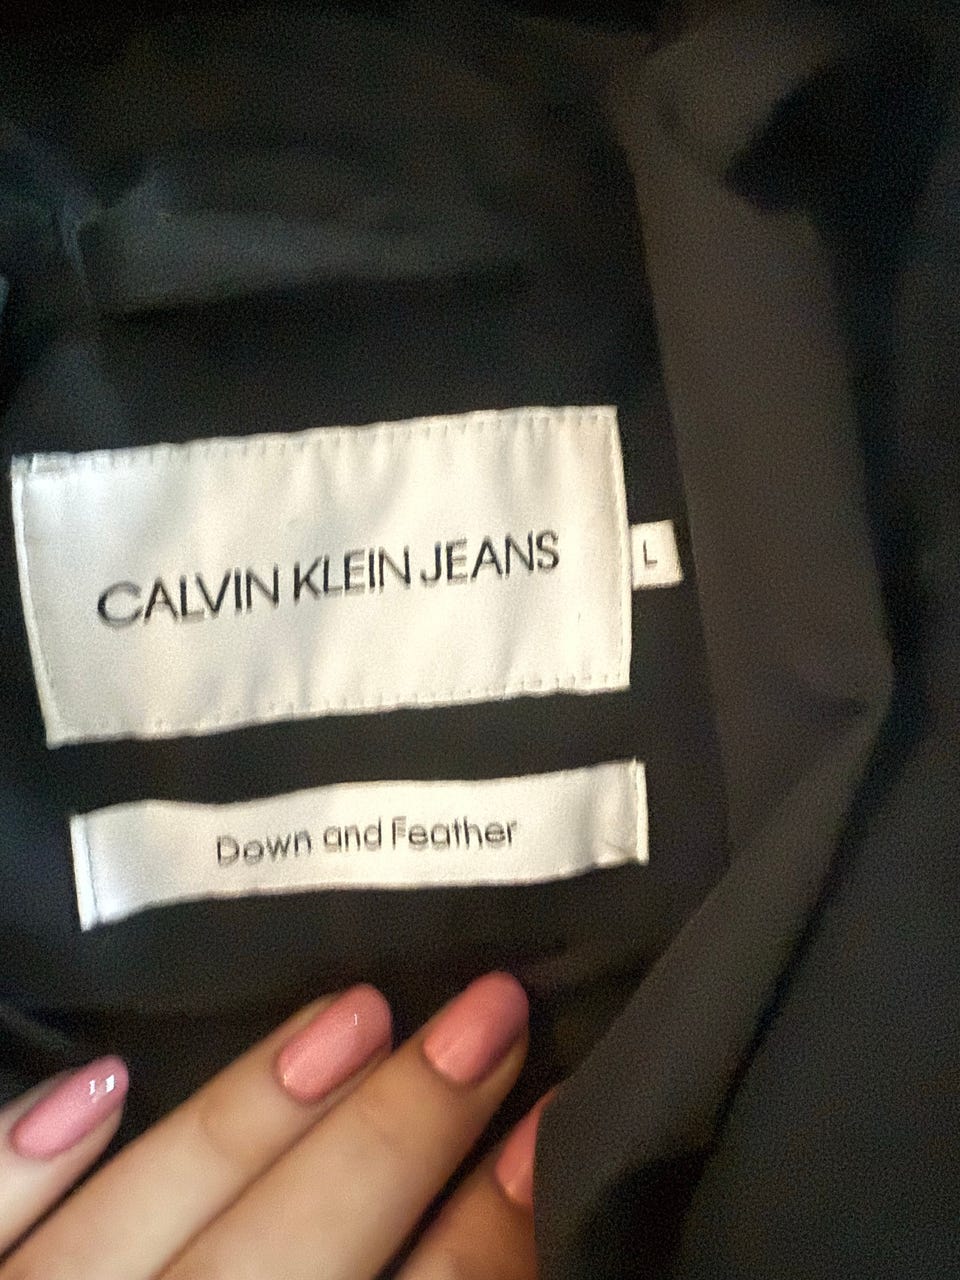 CALVIN KLEIN JEANS
L
Down and Feather